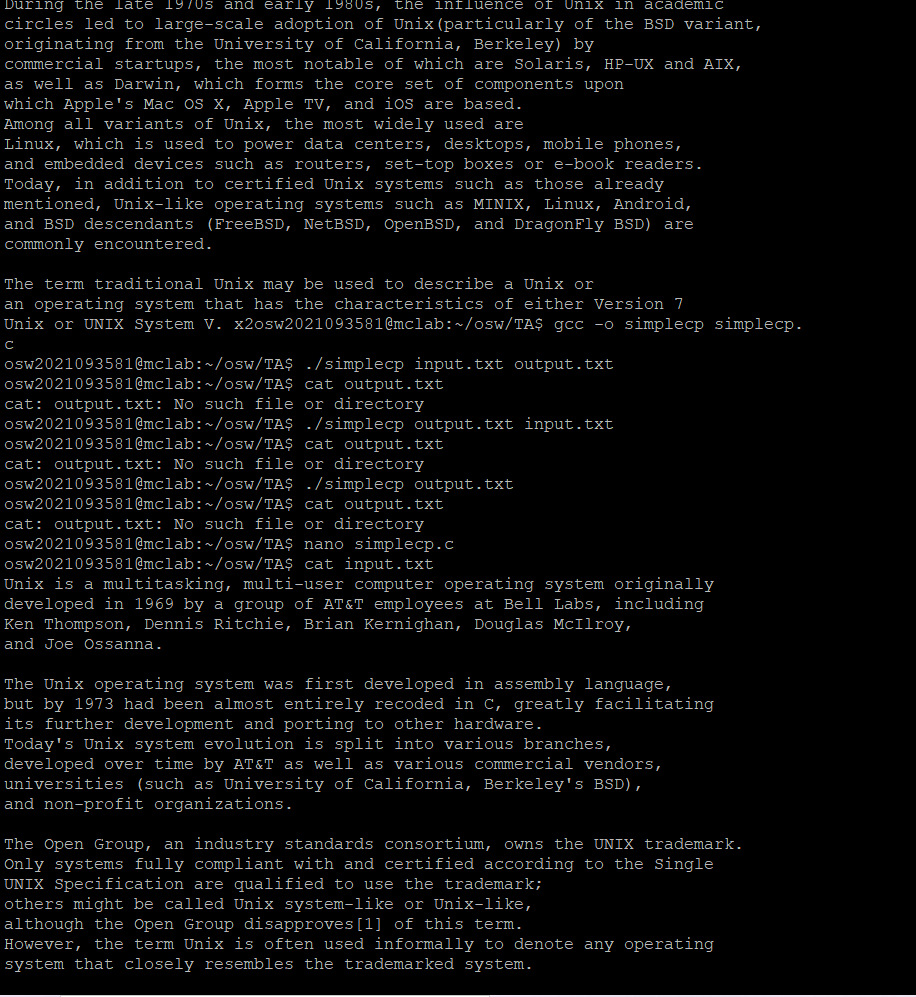 During the late 1970s and early 1980s, the influence of Unix in academic
circles led to large-scale adoption of Unix(particularly of the BSD variant,
originating from the University of California, Berkeley) by
commercial startups, the most notable of which are Solaris, HP-UX and AIX,
as well as Darwin, which forms the core set of components upon
which Apple's Mac OS X, Apple TV, and iOS are based.
Among all variants of Unix, the most widely used are
Linux, which is used to power data centers, desktops, mobile phones,
and embedded devices such as routers, set-top boxes or e-book readers.
Today, in addition to certified Unix systems such as those already
mentioned, Unix-like operating systems such as MINIX, Linux, Android,
and BSD descendants (FreeBSD, NetBSD, OpenBSD, and DragonFly BSD) are
commonly encountered.

The term traditional Unix may be used to describe a Unix or
an operating system that has the characteristics of either Version 7
Unix or UNIX System V. x2osw2021093581@mclab:~/osw/TA$ gcc -o simplecp simplecp.
c
osw2021093581@mclab:~/osw/TA$ ./simplecp input.txt output.txt
osw2021093581@mclab:~/osw/TA$ cat output.txt
cat: output.txt: No such file or directory
osw2021093581@mclab:~/osw/TA$ ./simplecp output.txt input.txt
osw2021093581@mclab:~/osw/TA$ cat output.txt
cat: output.txt: No such file or directory
osw2021093581@mclab:~/osw/TA$ ./simplecp output.txt
osw2021093581@mclab:~/osw/TA$ cat output.txt
cat: output.txt: No such file or directory
osw2021093581@mclab:~/osw/TA$ nano simplecp.c
osw2021093581@mclab:~/osw/TA$ cat input.txt
Unix is a multitasking, multi-user computer operating system originally
developed in 1969 by a group of AT&T employees at Bell Labs, including
Ken Thompson, Dennis Ritchie, Brian Kernighan, Douglas McIlroy,
and Joe Ossanna.

The Unix operating system was first developed in assembly language,
but by 1973 had been almost entirely recoded in C, greatly facilitating
its further development and porting to other hardware.
Today's Unix system evolution is split into various branches,
developed over time by AT&T as well as various commercial vendors,
universities (such as University of California, Berkeley's BSD),
and non-profit organizations.

The Open Group, an industry standards consortium, owns the UNIX trademark.
Only systems fully compliant with and certified according to the Single
UNIX Specification are qualified to use the trademark;
others might be called Unix system-like or Unix-like,
although the Open Group disapproves[1] of this term.
However, the term Unix is often used informally to denote any operating
system that closely resembles the trademarked system.